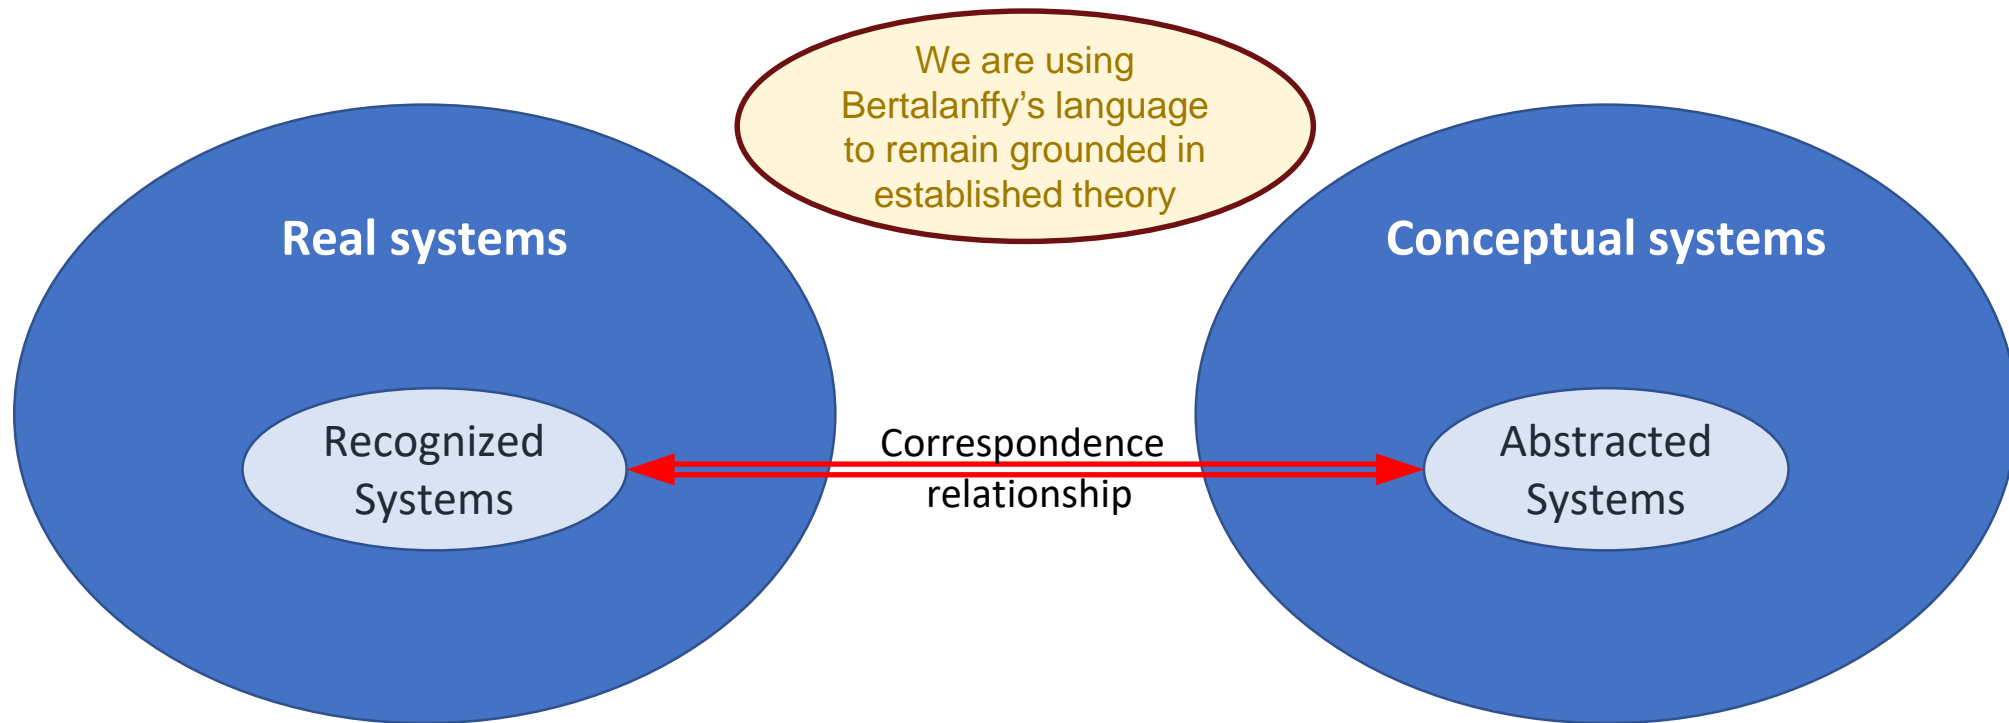 We are using
Bertalanffy’s language
to remain grounded in
established theory
Real systems
Conceptual systems
Recognized
Systems
Correspondence
relationship
Abstracted
Systems